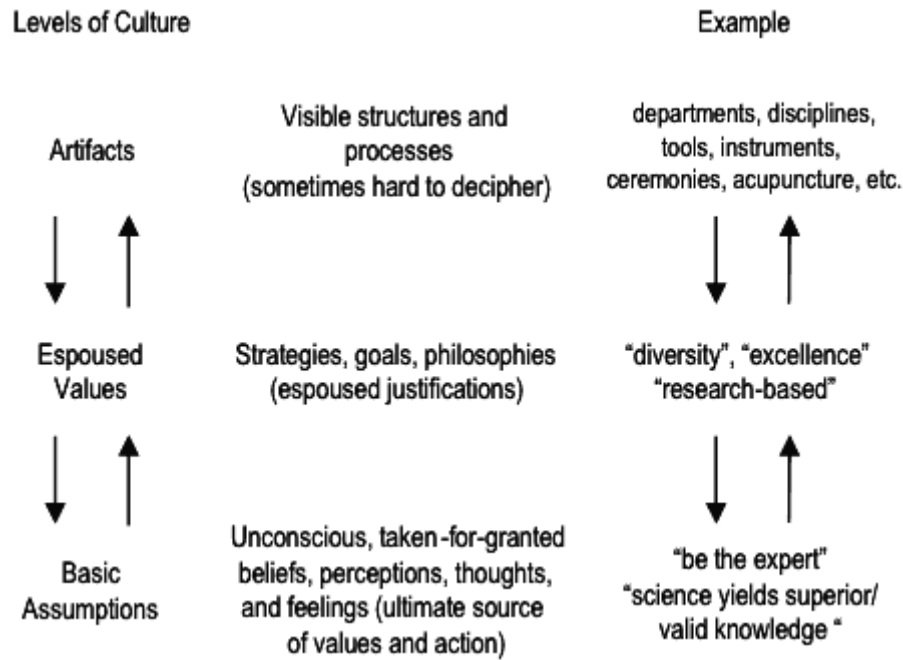 Levels of Culture
Example
Artifacts
Visible structures and
processes
(sometimes hard to decipher)
departments, disciplines,
tools, instruments,
ceremonies, acupuncture, etc.
Espoused
Values
Strategies, goals, philosophies
(espoused justifications)
“diversity”, “excellence”
“research-based”
Basic
Assumptions
Unconscious, taken-for-granted
beliefs, perceptions, thoughts,
and feelings (ultimate source
of values and action)
“be the expert”
“science yields superior/
valid knowledge “